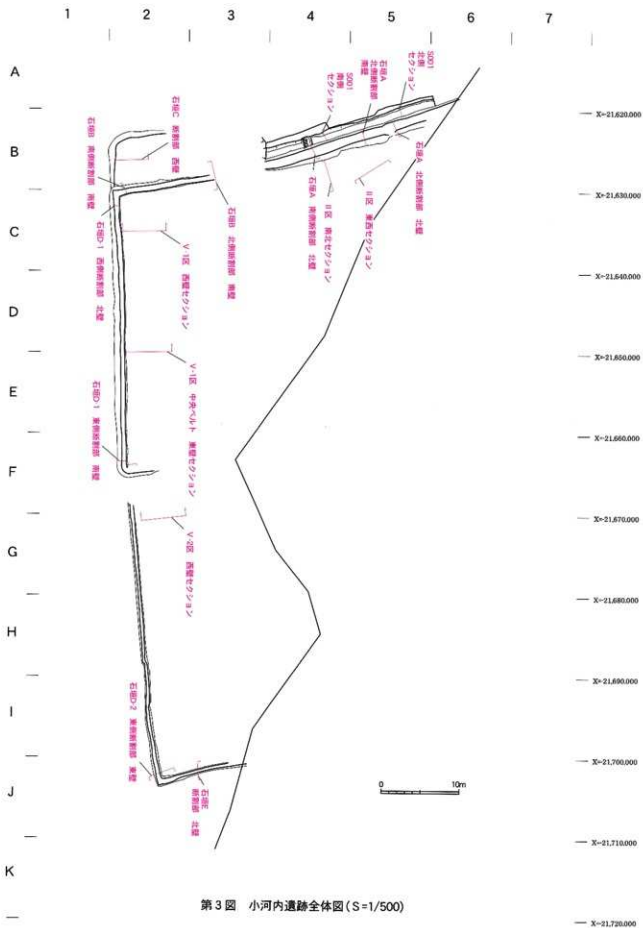 1 2 3 4 5 6 7
A
B
C
D
E
F
G
H
I
J
K
S001 北側 セクション
石垣A 北側断割部 南壁
S001 南側 セクション
石垣A 北側断割部 北壁
II区 東西セクション
II区 南北セクション
石垣A 南側断割部 北壁
石垣C 断割部 西壁
石垣B 南側断割部 南壁
石垣B 北側断割部 南壁
石垣D-1 西側断割部 北壁
V-1区 西壁セクション
V-1区 中央ベルト 東壁セクション
石垣D-1 東側断割部 南壁
V-2区 西壁セクション
石垣D-2 東側断割部 東壁
石垣E 断割部 北壁
X=-21,620.000
X=-21,630.000
X=-21,640.000
X=-21,650.000
X=-21,660.000
X=-21,670.000
X=-21,680.000
X=-21,690.000
X=-21,700.000
X=-21,710.000
X=-21,720.000
0 10m
第3図 小河内遺跡全体図(S=1/500)